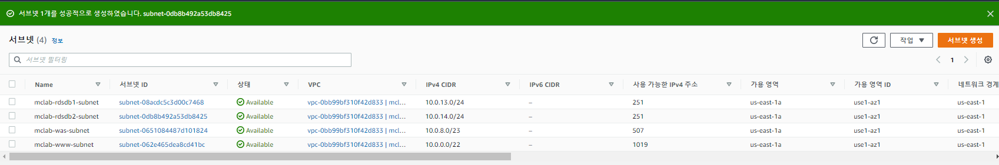 서브넷 1개를 성공적으로 생성하였습니다. subnet-0db8b492a53db8425
서브넷 (4) 정보 작업 서브넷 생성
서브넷 필터링 1
Name 서브넷 ID 상태 VPC IPv4 CIDR IPv6 CIDR 사용 가능한 IPv4 주소 가용 영역 가용 영역 ID 네트워크 경계
mclab-rdsdb1-subnet subnet-08acdc5c3d00c7468 Available vpc-0bb99bf310f42d833 | mcl... 10.0.13.0/24 – 251 us-east-1a use1-az1 us-east-1
mclab-rdsdb2-subnet subnet-0db8b492a53db8425 Available vpc-0bb99bf310f42d833 | mcl... 10.0.14.0/24 – 251 us-east-1a use1-az1 us-east-1
mclab-was-subnet subnet-0651084487d101824 Available vpc-0bb99bf310f42d833 | mcl... 10.0.8.0/23 – 507 us-east-1a use1-az1 us-east-1
mclab-www-subnet subnet-062e465dea8cd41bc Available vpc-0bb99bf310f42d833 | mcl... 10.0.0.0/22 – 1019 us-east-1a use1-az1 us-east-1